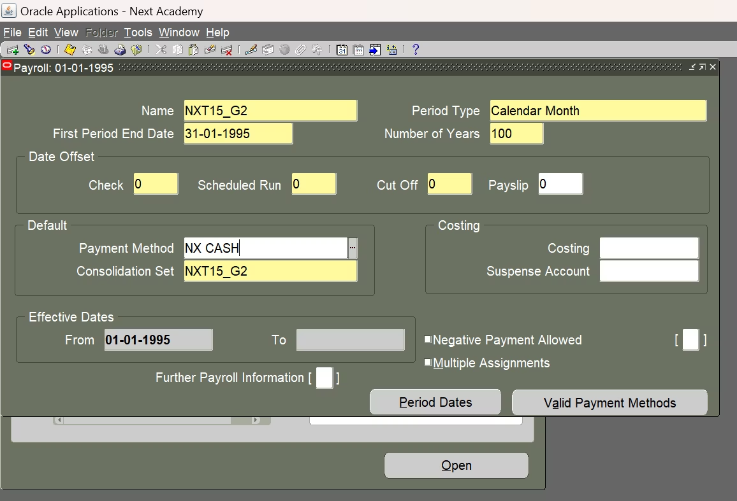 Oracle Applications - Next Academy
File Edit View Folder Tools Window Help
Payroll: 01-01-1995
Name NXT15_G2 Period Type Calendar Month
First Period End Date 31-01-1995 Number of Years 100
Date Offset
Check 0 Scheduled Run 0 Cut Off 0 Payslip 0
Default Costing
Payment Method NX CASH ... Costing
Consolidation Set NXT15_G2 Suspense Account
Effective Dates
From 01-01-1995 To Negative Payment Allowed [ ]
Multiple Assignments
Further Payroll Information [ ]
Period Dates Valid Payment Methods
Open